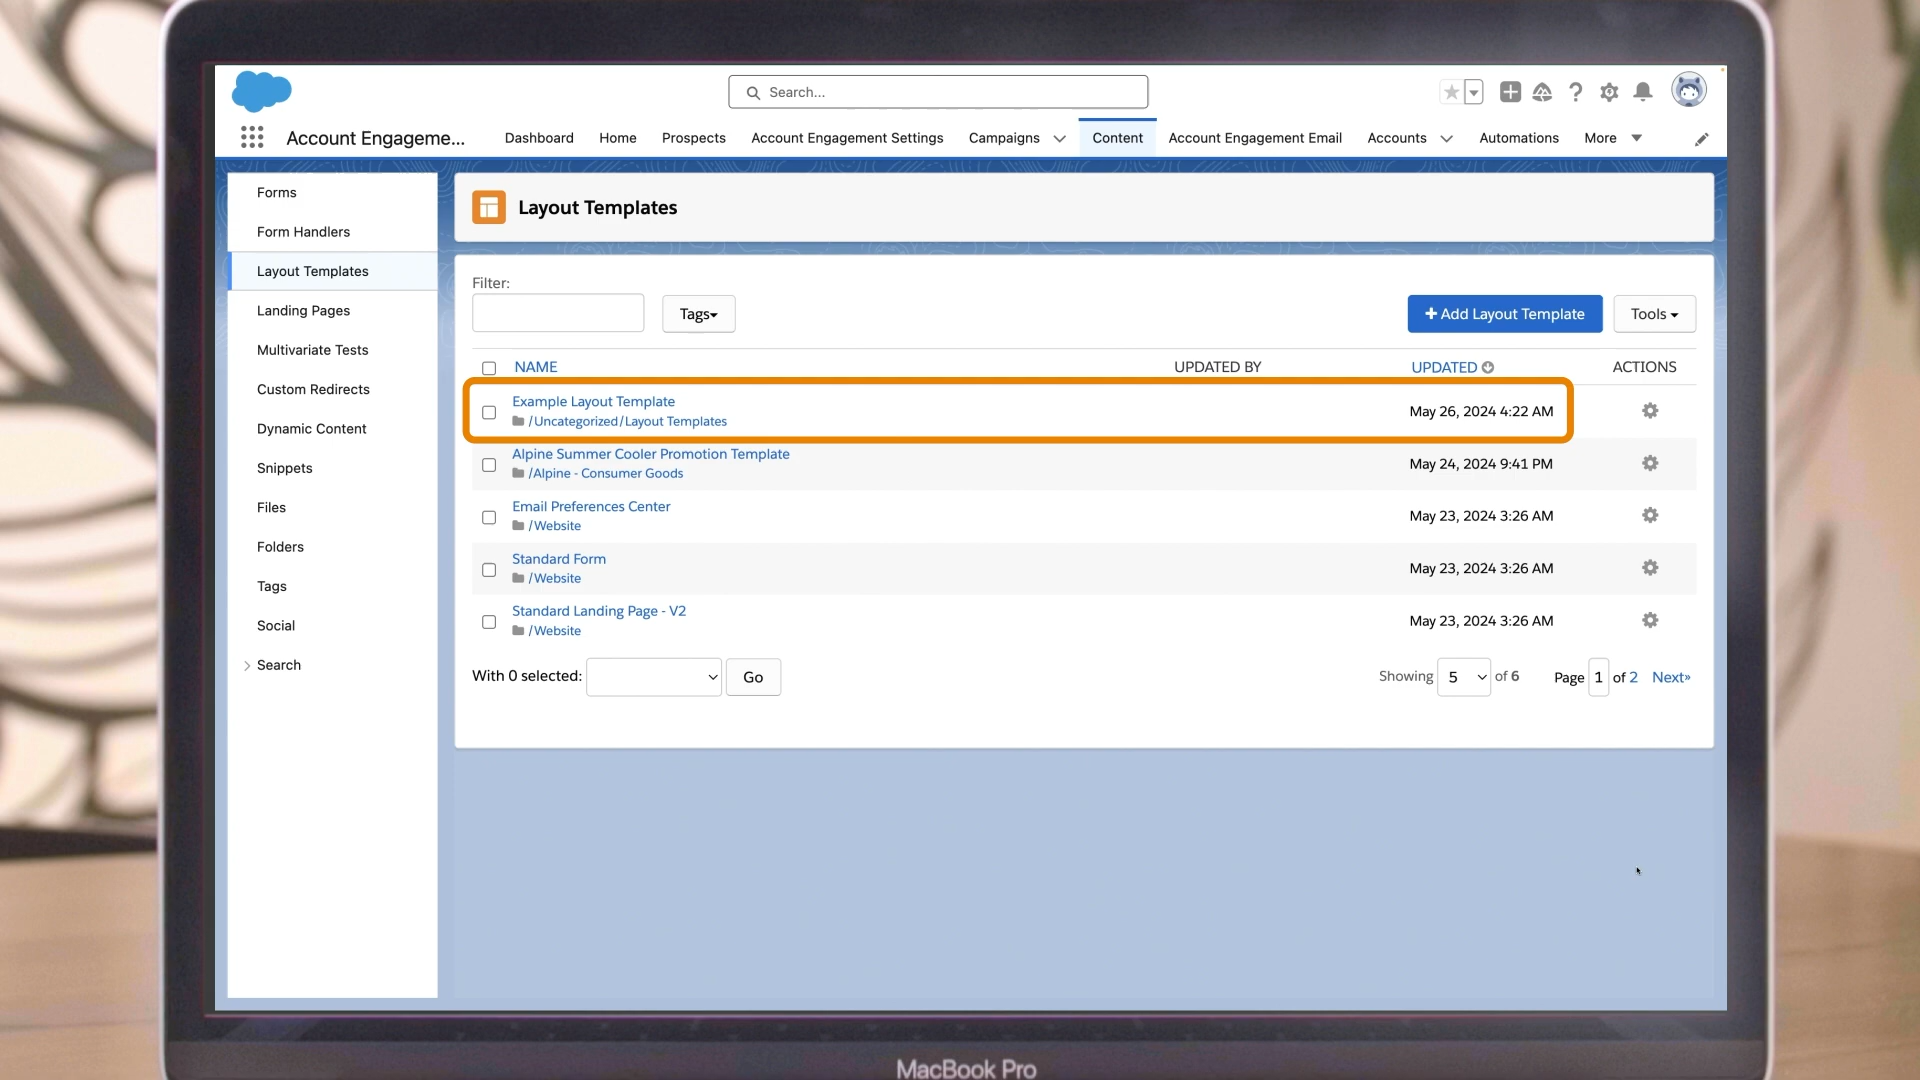 Search...
Account Engageme...
Dashboard
Home
Prospects
Account Engagement Settings
Campaigns
Content
Account Engagement Email
Accounts
Automations
More
Forms
Form Handlers
Layout Templates
Landing Pages
Multivariate Tests
Custom Redirects
Dynamic Content
Snippets
Files
Folders
Tags
Social
Search
Layout Templates
Filter:
Tags
+ Add Layout Template
Tools
NAME UPDATED BY UPDATED ACTIONS
Example Layout Template
/Uncategorized/Layout Templates
May 26, 2024 4:22 AM
Alpine Summer Cooler Promotion Template
/Alpine - Consumer Goods
May 24, 2024 9:41 PM
Email Preferences Center
/Website
May 23, 2024 3:26 AM
Standard Form
/Website
May 23, 2024 3:26 AM
Standard Landing Page - V2
/Website
May 23, 2024 3:26 AM
With 0 selected:
Go
Showing 5 of 6
Page 1 of 2 Next»
MacBook Pro